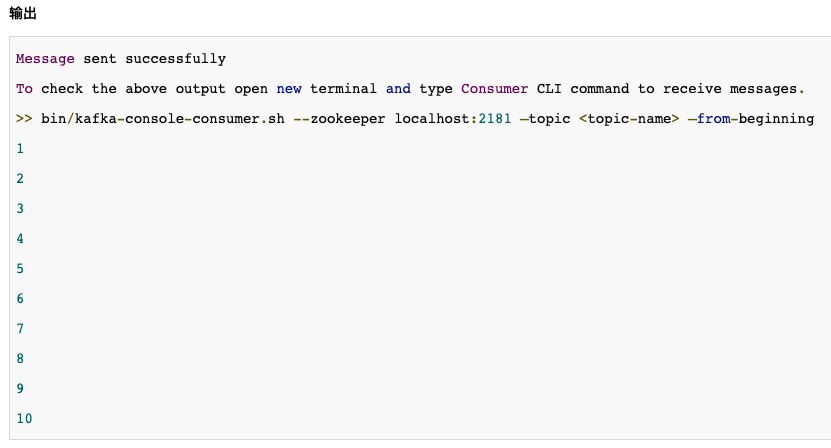 输出
Message sent successfully
To check the above output open new terminal and type Consumer CLI command to receive messages.
>> bin/kafka-console-consumer.sh --zookeeper localhost:2181 —topic <topic-name> —from-beginning
1
2
3
4
5
6
7
8
9
10